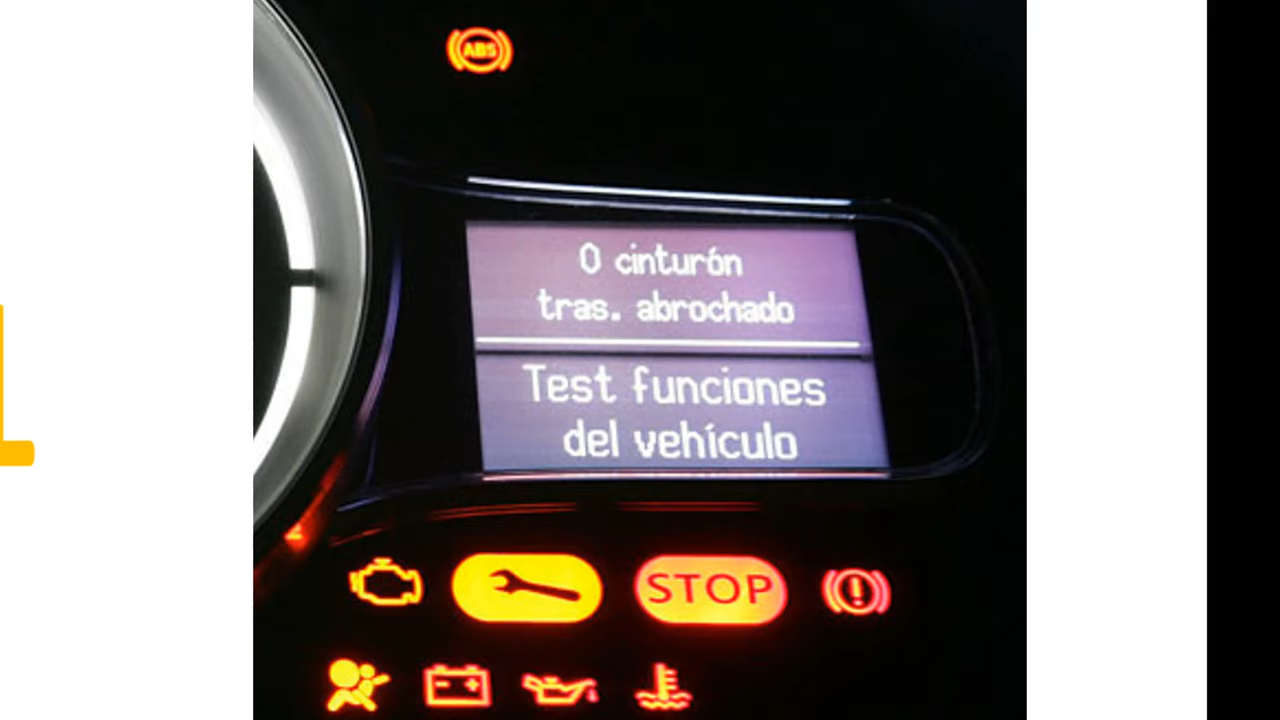 ABS
0 cinturón
tras. abrochado
Test funciones
del vehículo
STOP